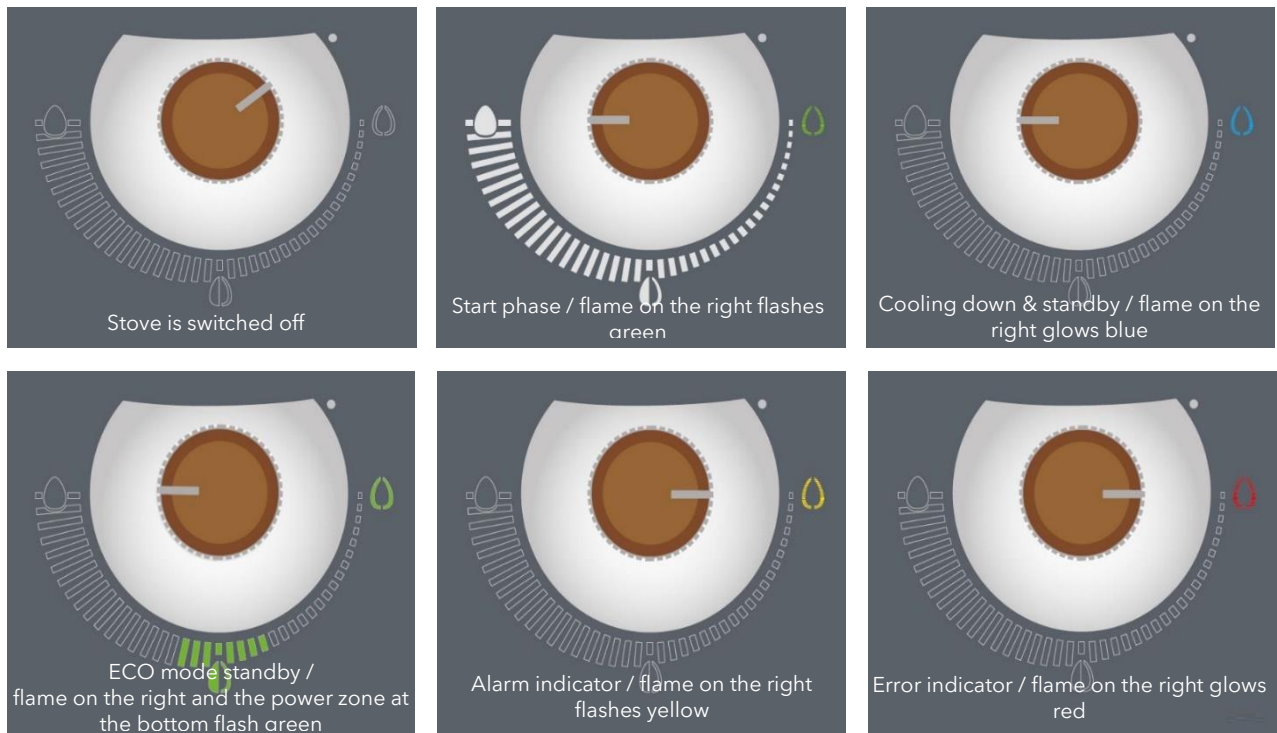 Stove is switched off
Start phase / flame on the right flashes
green
Cooling down & standby / flame on the
right glows blue
ECO mode standby /
flame on the right and the power zone at
the bottom flash green
Alarm indicator / flame on the right
flashes yellow
Error indicator / flame on the right glows
red